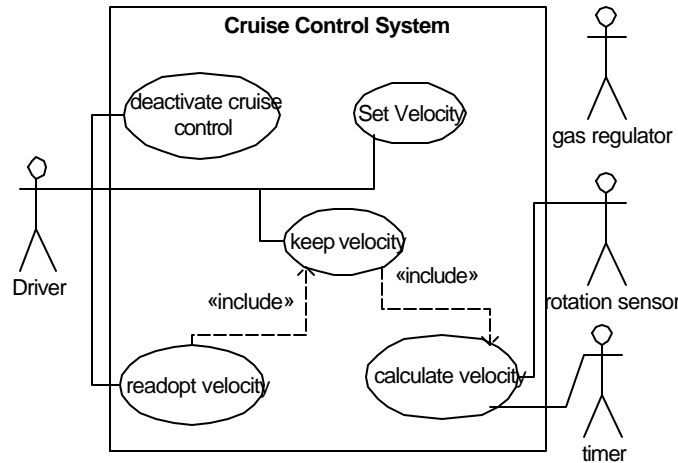 Cruise Control System
deactivate cruise
control
Set Velocity
gas regulator
keep velocity
Driver
«include»
«include»
rotation sensor
readopt velocity
calculate velocity
timer